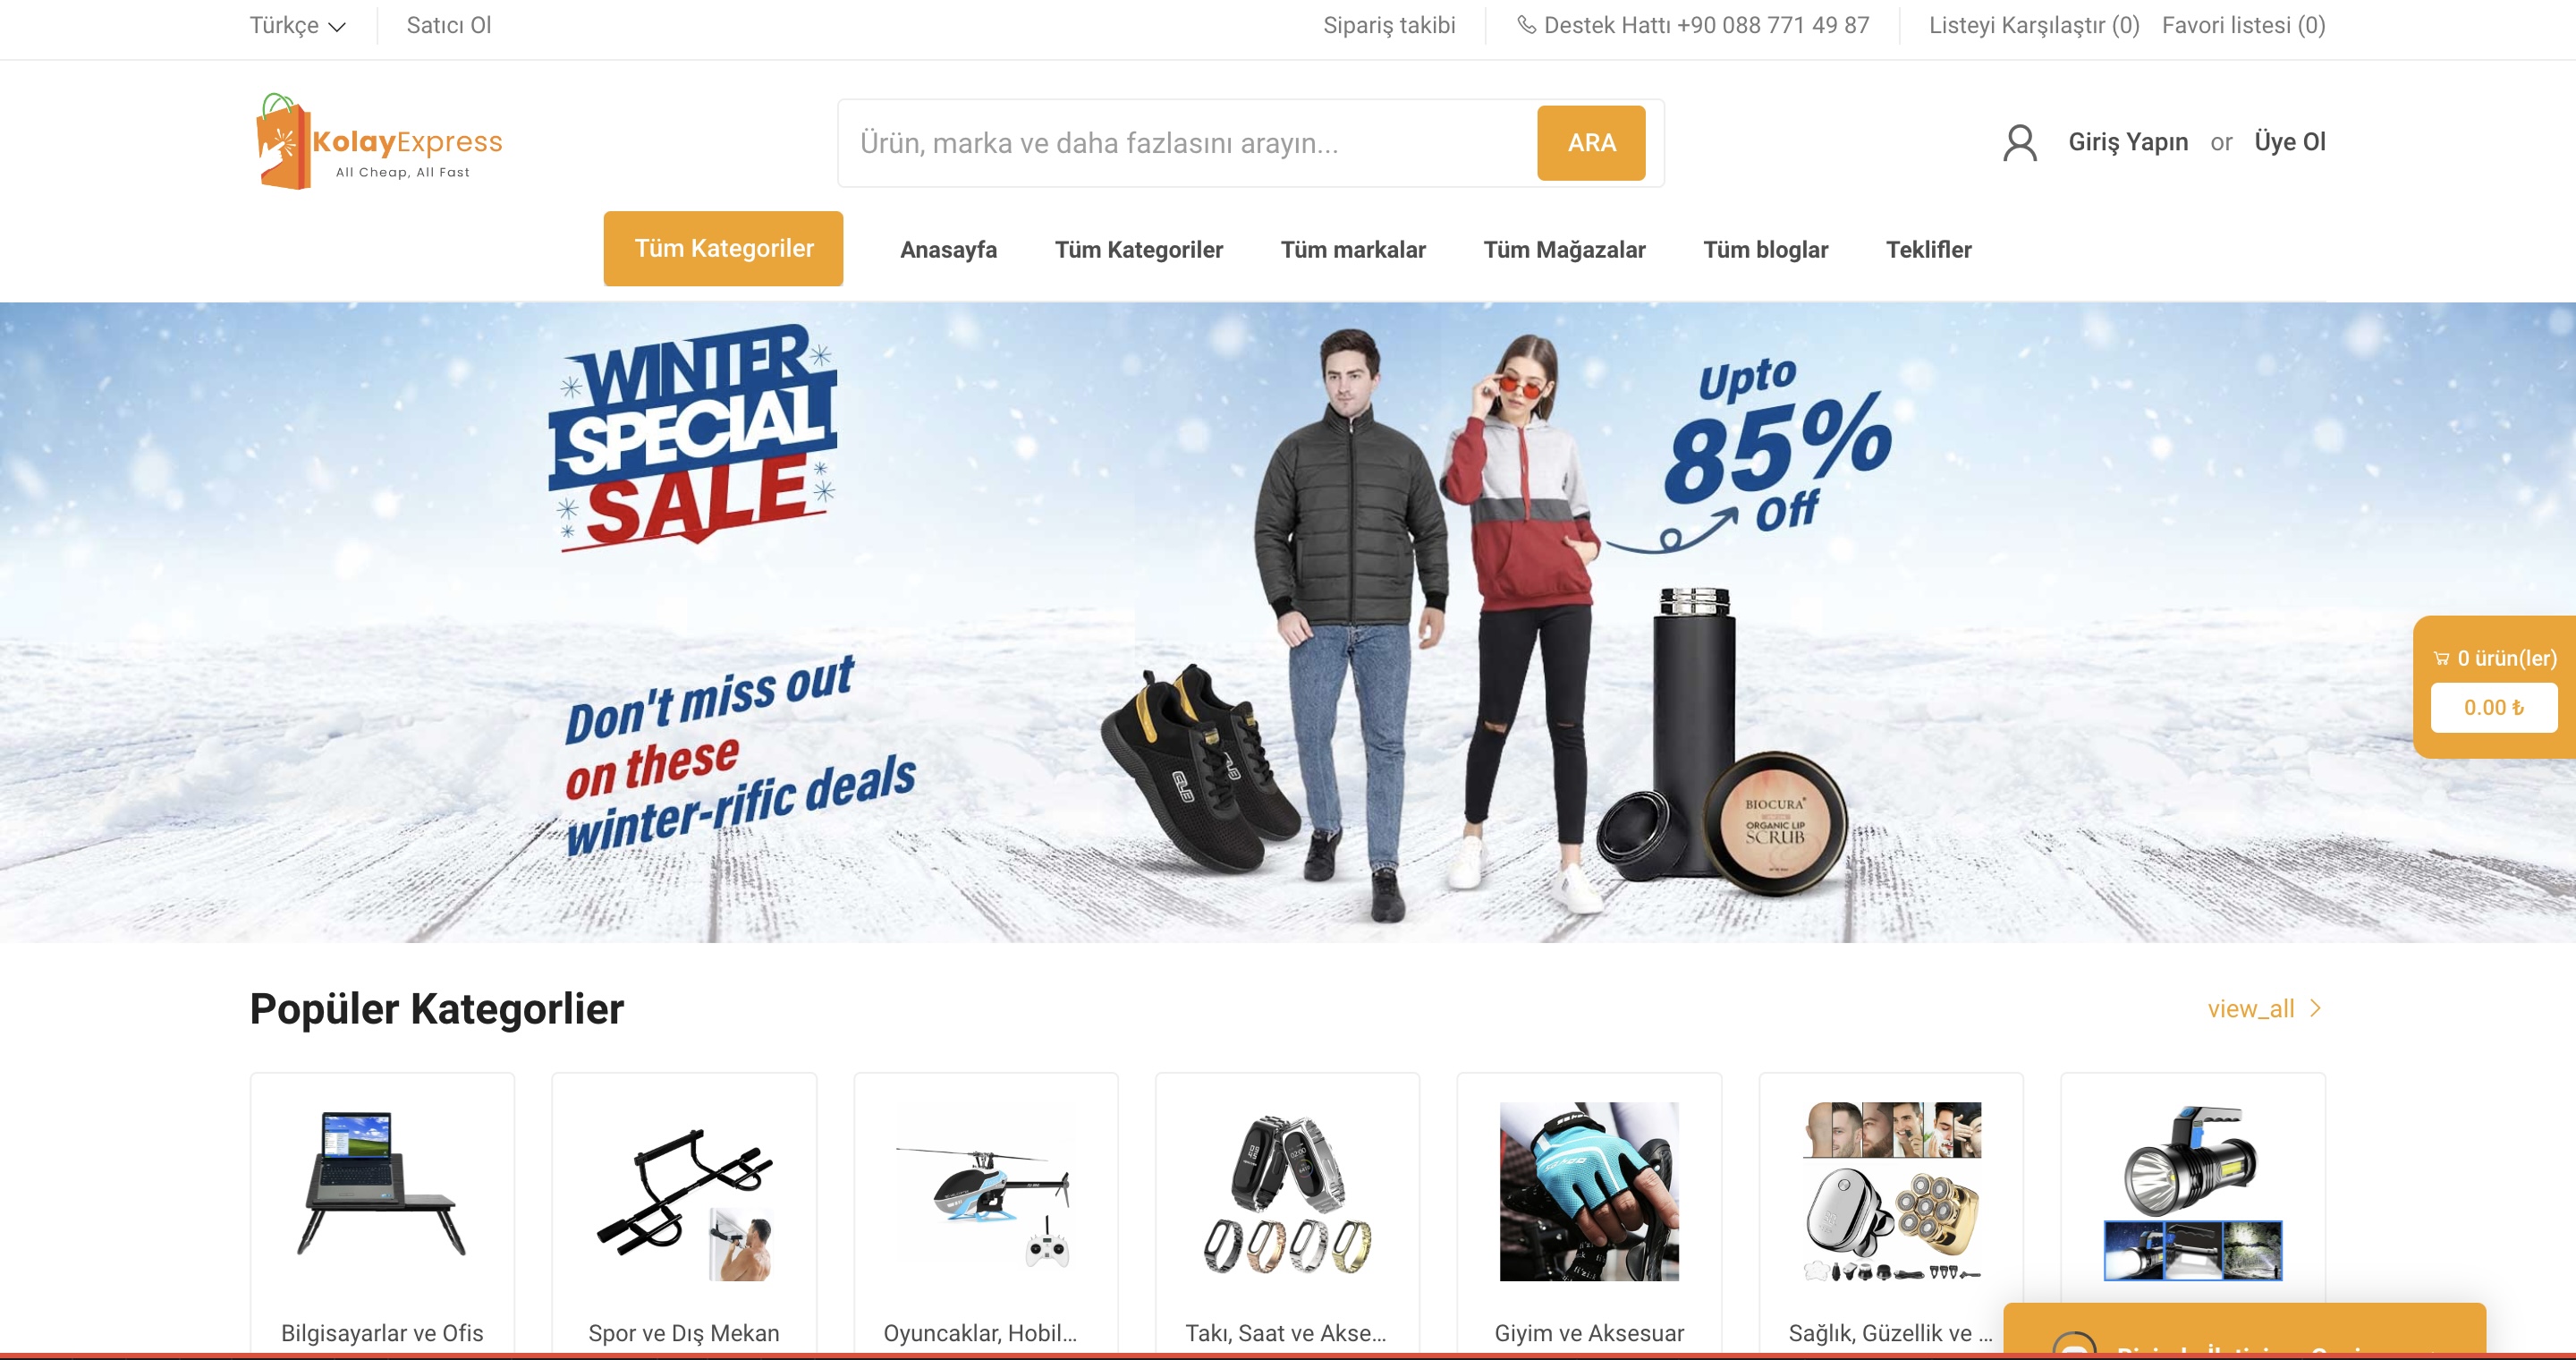 Türkçe
Satıcı Ol
Sipariş takibi
Destek Hattı +90 088 771 49 87
Listeyi Karşılaştır (0)
Favori listesi (0)
KolayExpress
All Cheap, All Fast
Ürün, marka ve daha fazlasını arayın...
ARA
Giriş Yapın or Üye Ol
Tüm Kategoriler
Anasayfa
Tüm Kategoriler
Tüm markalar
Tüm Mağazalar
Tüm bloglar
Teklifler
WINTER
SPECIAL
SALE
Upto
85%
Off
Don't miss out
on these
winter-rific deals
BIOCURA
ORGANIC LIP
SCRUB
0 ürün(ler)
0.00 ₺
Popüler Kategorlier
view_all
Bilgisayarlar ve Ofis
Spor ve Dış Mekan
Oyuncaklar, Hobil...
Takı, Saat ve Akse...
Giyim ve Aksesuar
Sağlık, Güzellik ve ...